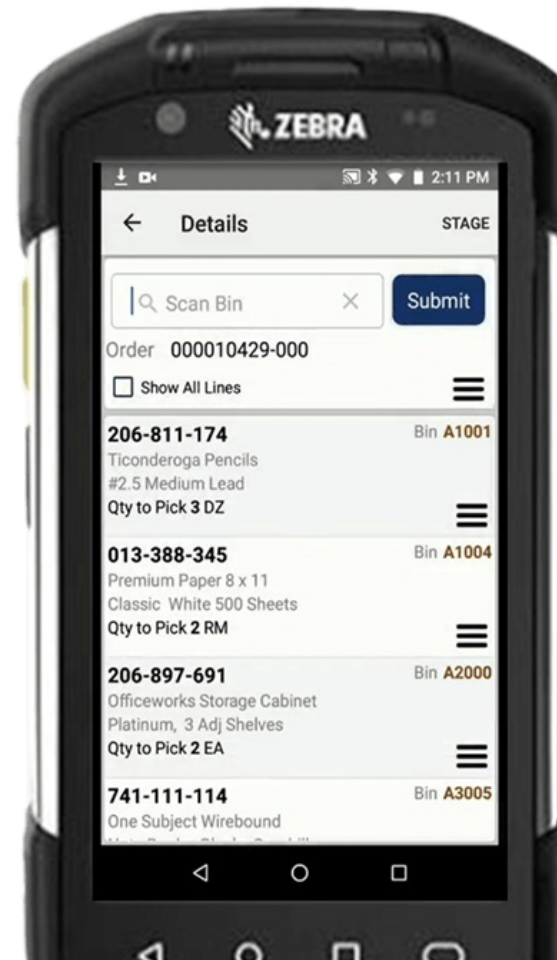 ZEBRA
2:11 PM
Details STAGE
Scan Bin Submit
Order 000010429-000
Show All Lines
206-811-174 Bin A1001
Ticonderoga Pencils
#2.5 Medium Lead
Qty to Pick 3 DZ
013-388-345 Bin A1004
Premium Paper 8 x 11
Classic White 500 Sheets
Qty to Pick 2 RM
206-897-691 Bin A2000
Officeworks Storage Cabinet
Platinum, 3 Adj Shelves
Qty to Pick 2 EA
741-111-114 Bin A3005
One Subject Wirebound